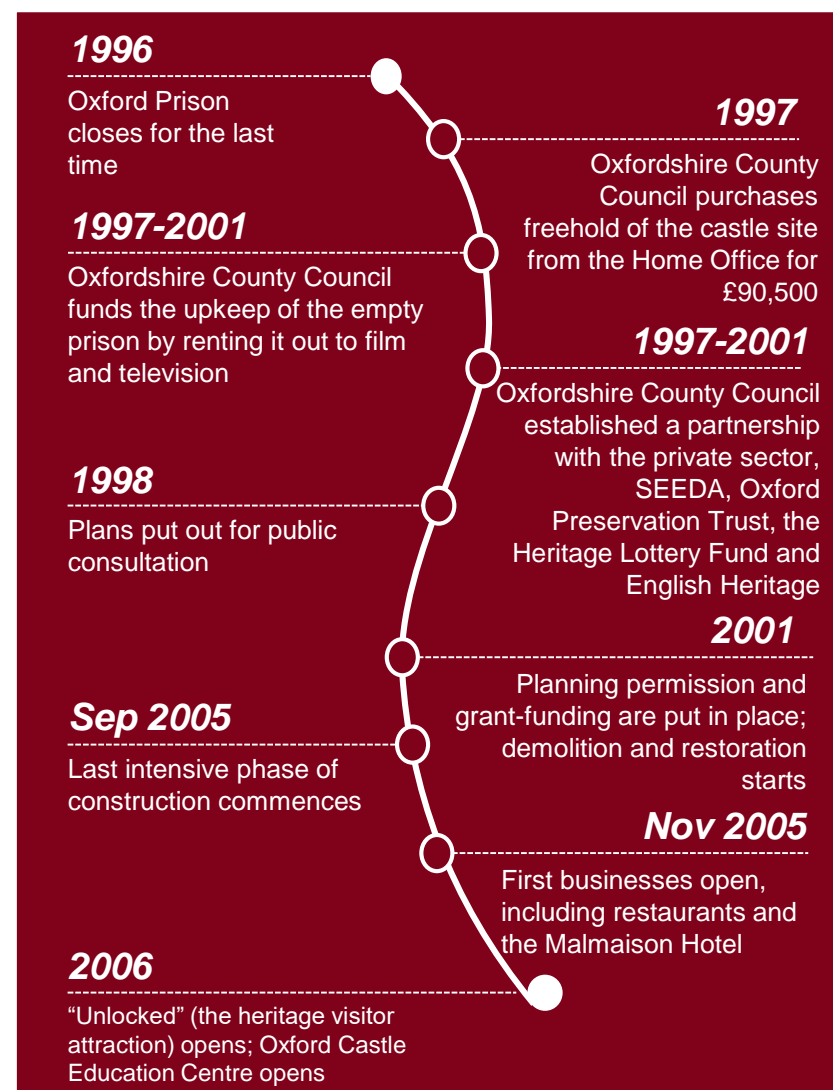 1996
Oxford Prison
closes for the last
time
1997
Oxfordshire County
Council purchases
freehold of the castle site
from the Home Office for
£90,500
1997-2001
Oxfordshire County Council
funds the upkeep of the empty
prison by renting it out to film
and television
1997-2001
Oxfordshire County Council
established a partnership
with the private sector,
SEEDA, Oxford
Preservation Trust, the
Heritage Lottery Fund and
English Heritage
1998
Plans put out for public
consultation
2001
Planning permission and
grant-funding are put in place;
demolition and restoration
starts
Sep 2005
Last intensive phase of
construction commences
Nov 2005
First businesses open,
including restaurants and
the Malmaison Hotel
2006
“Unlocked” (the heritage visitor
attraction) opens; Oxford Castle
Education Centre opens